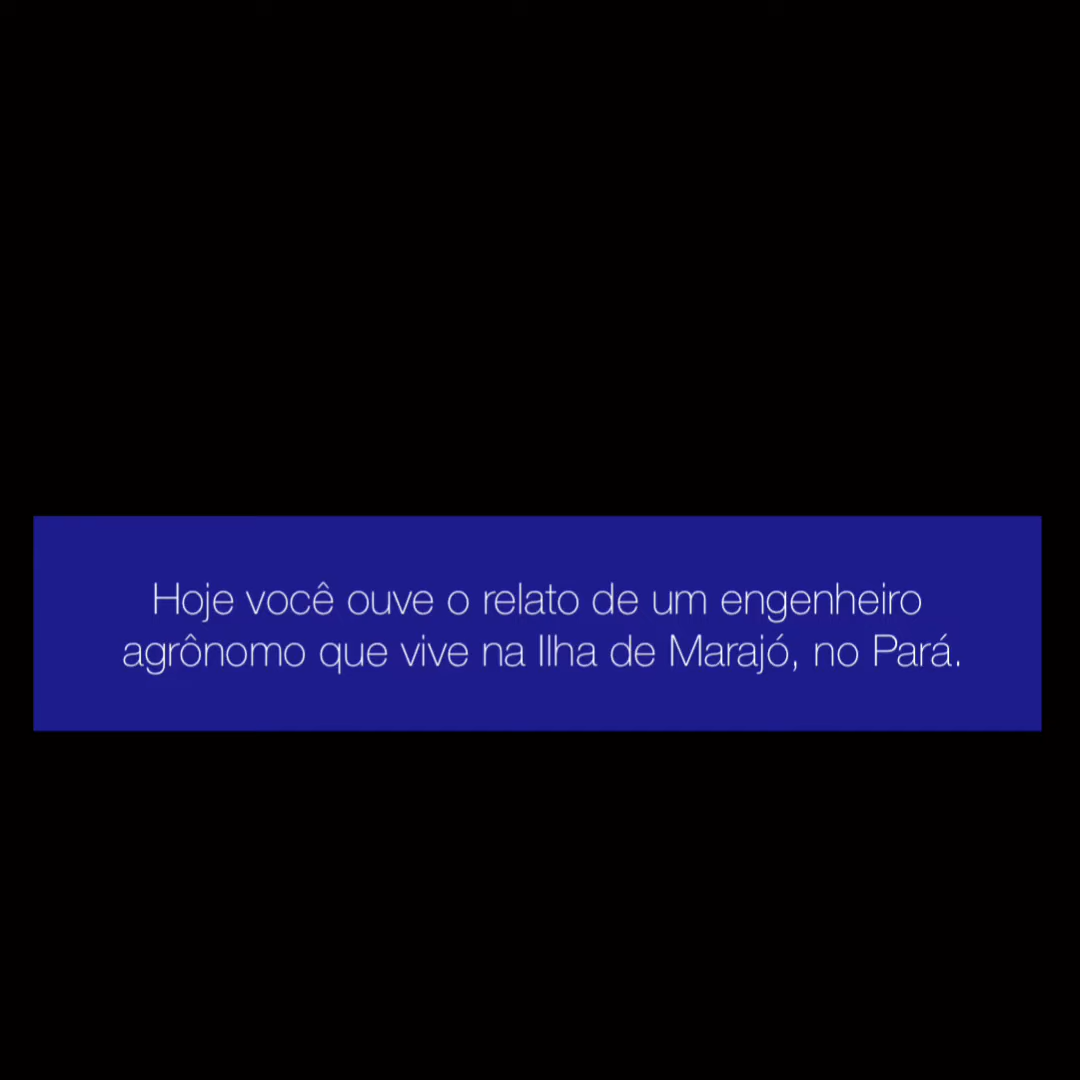 Hoje você ouve o relato de um engenheiro
agrônomo que vive na Ilha de Marajó, no Pará.